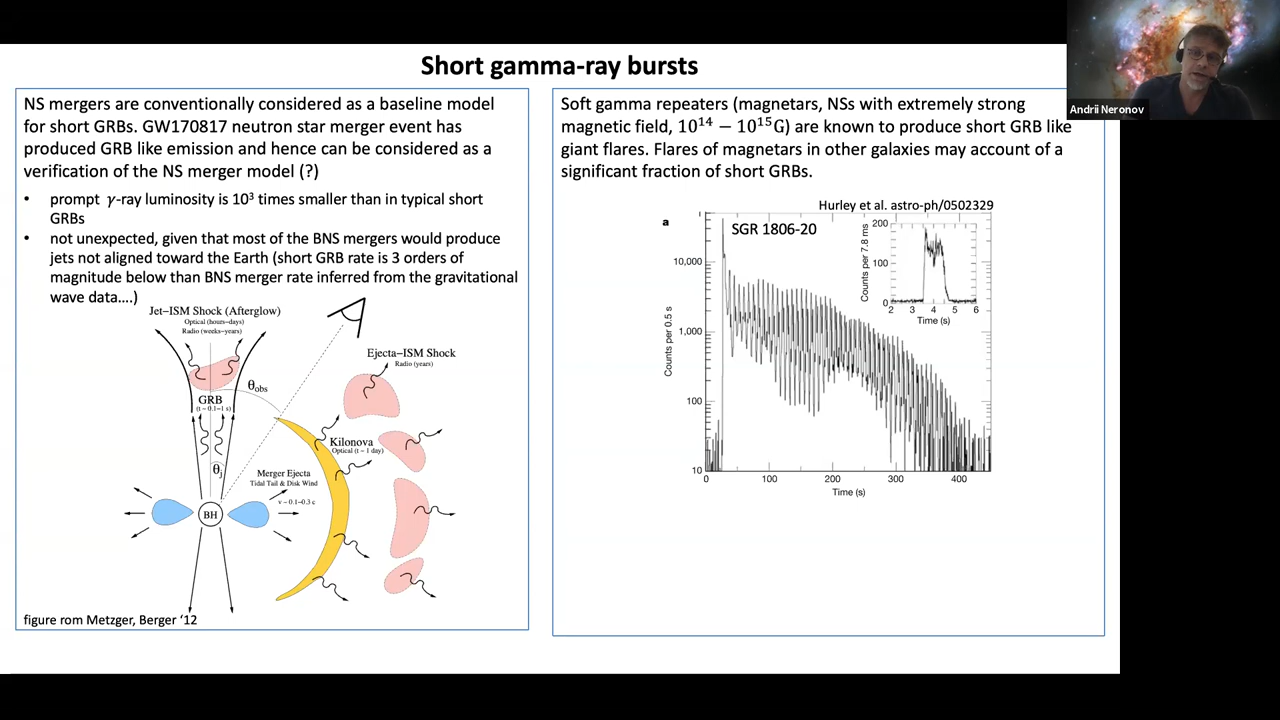 Short gamma-ray bursts
Andrii Neronov
NS mergers are conventionally considered as a baseline model
for short GRBs. GW170817 neutron star merger event has
produced GRB like emission and hence can be considered as a
verification of the NS merger model (?)
• prompt γ-ray luminosity is 10³ times smaller than in typical short
GRBs
• not unexpected, given that most of the BNS mergers would produce
jets not aligned toward the Earth (short GRB rate is 3 orders of
magnitude below than BNS merger rate inferred from the gravitational
wave data....)
Jet–ISM Shock (Afterglow)
Optical (hours–days)
Radio (weeks–years)
Ejecta–ISM Shock
Radio (years)
θobs
GRB
(t ~ 0.1–1 s)
Kilonova
Optical (t ~ 1 day)
θj
Merger Ejecta
Tidal Tail & Disk Wind
v ~ 0.1–0.3 c
BH
figure rom Metzger, Berger ‘12
Soft gamma repeaters (magnetars, NSs with extremely strong
magnetic field, 10¹⁴ − 10¹⁵G) are known to produce short GRB like
giant flares. Flares of magnetars in other galaxies may account of a
significant fraction of short GRBs.
Hurley et al. astro-ph/0502329
a
SGR 1806-20
Counts per 0.5 s
10,000
1,000
100
10
0 100 200 300 400
Time (s)
Counts per 7.8 ms
200
100
0
2 3 4 5 6
Time (s)